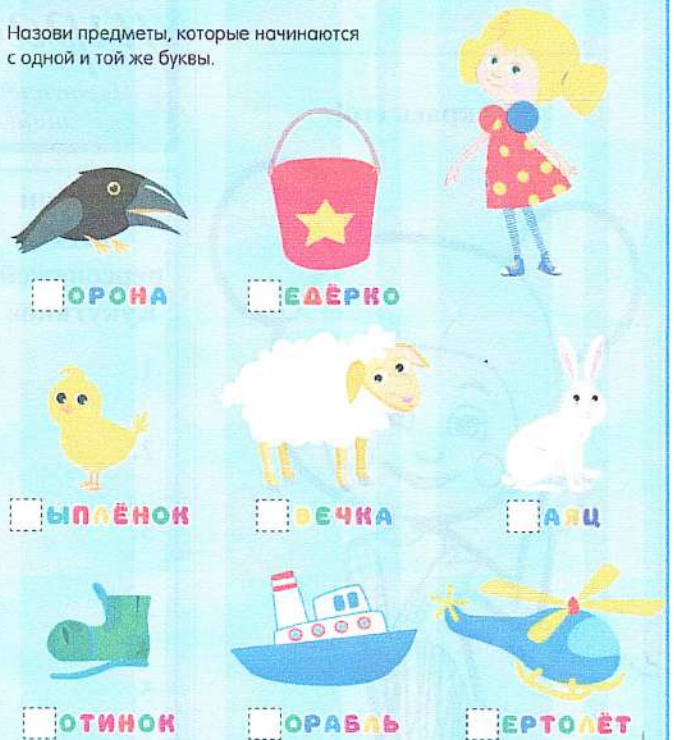 Назови предметы, которые начинаются
с одной и той же буквы.
ОРОНА
ЕДЁРКО
ЫПЛЁНОК
ВЕЧКА
АЯЦ
ОТИНОК
ОРАБЛЬ
ЕРТОЛЁТ